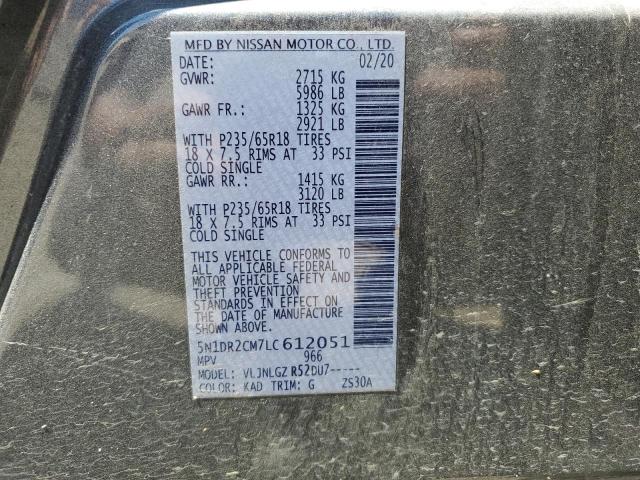 MFD BY NISSAN MOTOR CO., LTD.
DATE: 02/20
GVWR: 2715 KG
5986 LB
GAWR FR.: 1325 KG
2921 LB
WITH P235/65R18 TIRES
18 X 7.5 RIMS AT 33 PSI
COLD SINGLE
GAWR RR.: 1415 KG
3120 LB
WITH P235/65R18 TIRES
18 X 7.5 RIMS AT 33 PSI
COLD SINGLE
THIS VEHICLE CONFORMS TO
ALL APPLICABLE FEDERAL
MOTOR VEHICLE SAFETY AND
THEFT PREVENTION
STANDARDS IN EFFECT ON
THE DATE OF MANUFACTURE
SHOWN ABOVE.
5N1DR2CM7LC612051
MPV 966
MODEL: VLJNLGZ R52DU7-----
COLOR: KAD TRIM: G ZS30A